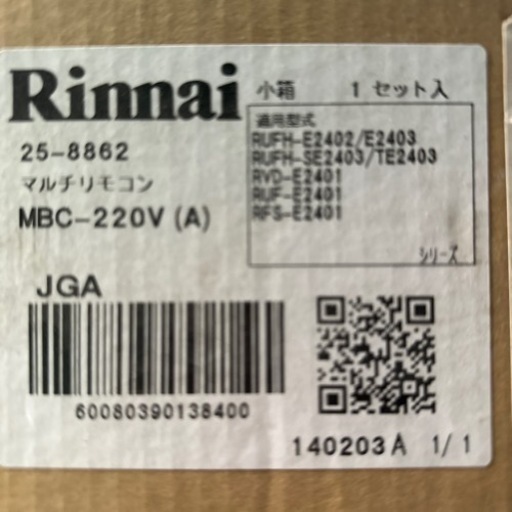 Rinnai
小箱 1 セット入
25-8862
マルチリモコン
MBC-220V (A)
適用型式
RUFH-E2402/E2403
RUFH-SE2403/TE2403
RVD-E2401
RUF-E2401
RFS-E2401
シリーズ
JGA
60080390138400
140203A 1/1